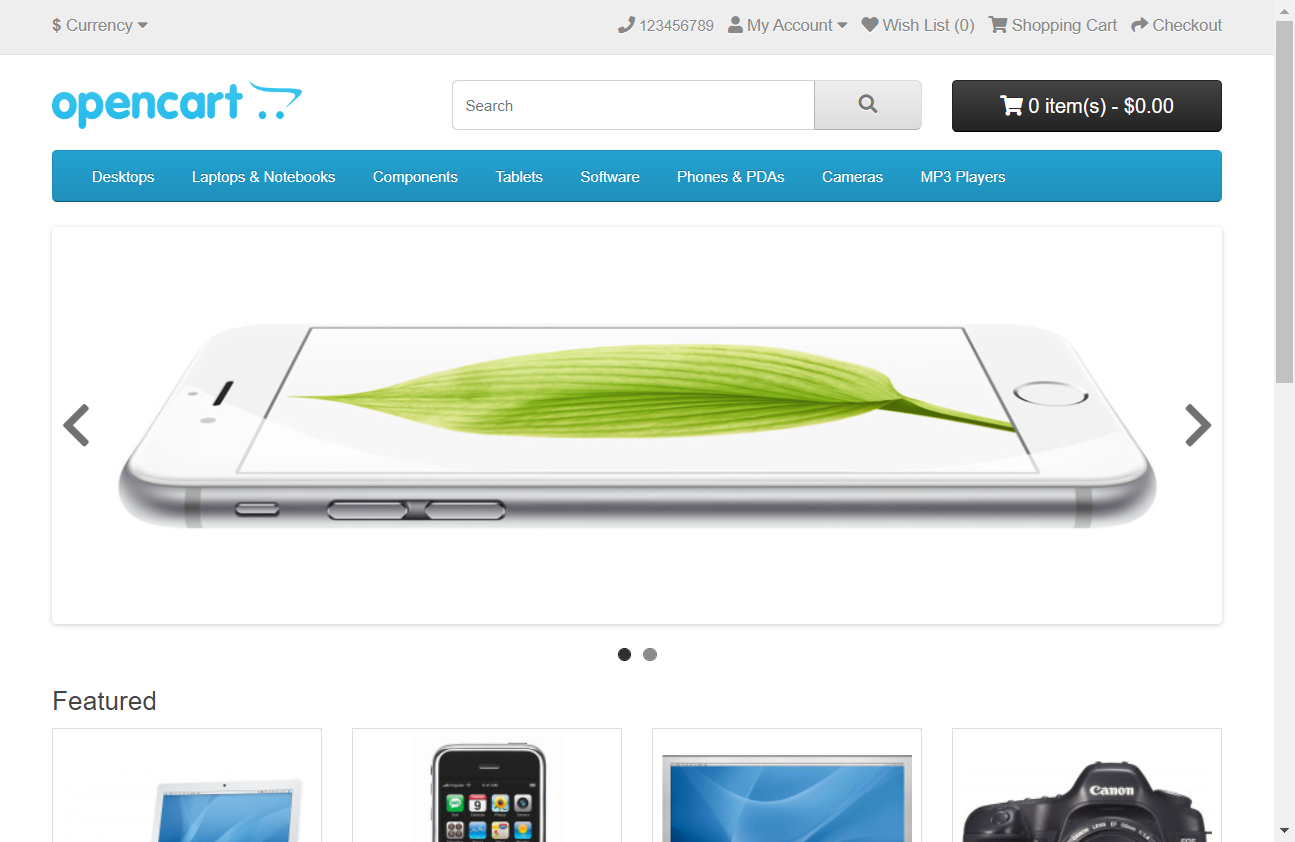 $ Currency
123456789 My Account Wish List (0) Shopping Cart Checkout
opencart
Search
0 item(s) - $0.00
Desktops Laptops & Notebooks Components Tablets Software Phones & PDAs Cameras MP3 Players
Featured
9
Canon